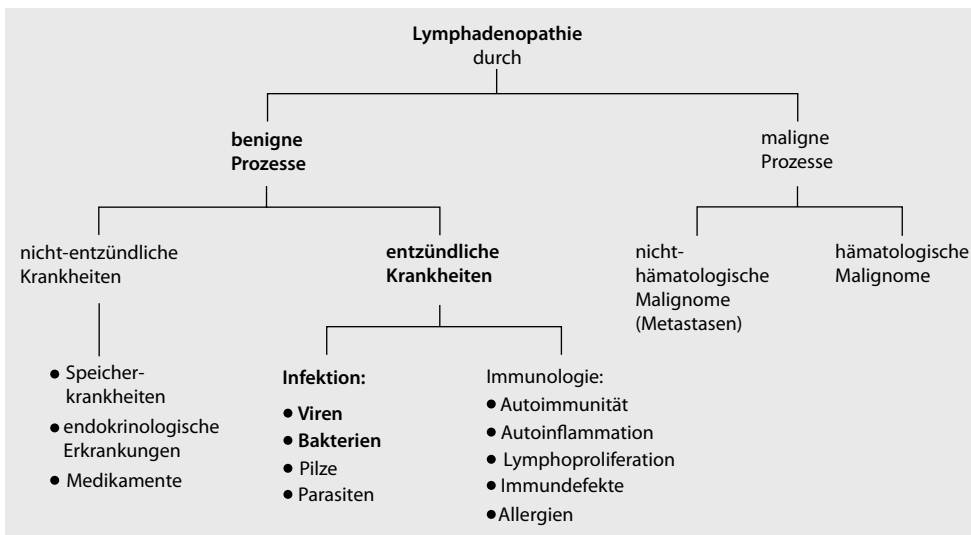 Lymphadenopathie
durch
benigne
Prozesse
maligne
Prozesse
nicht-entzündliche
Krankheiten
entzündliche
Krankheiten
nicht-
hämatologische
Malignome
(Metastasen)
hämatologische
Malignome
● Speicher-
krankheiten
● endokrinologische
Erkrankungen
● Medikamente
Infektion:
● Viren
● Bakterien
● Pilze
● Parasiten
Immunologie:
● Autoimmunität
● Autoinflammation
● Lymphoproliferation
● Immundefekte
● Allergien